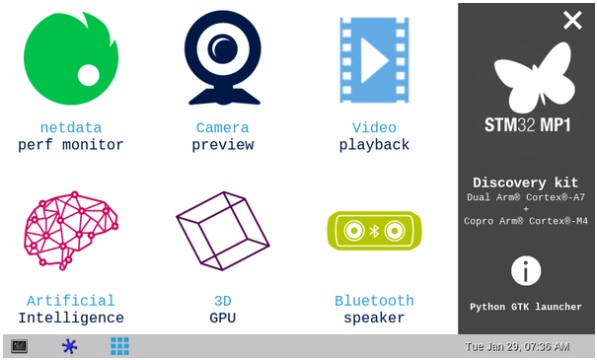 netdata
perf monitor
Camera
preview
Video
playback
Artificial
Intelligence
3D
GPU
Bluetooth
speaker
STM32 MP1
Discovery kit
Dual Arm® Cortex®-A7
+
Copro Arm® Cortex®-M4
i
Python GTK launcher
Tue Jan 29, 07:36 AM